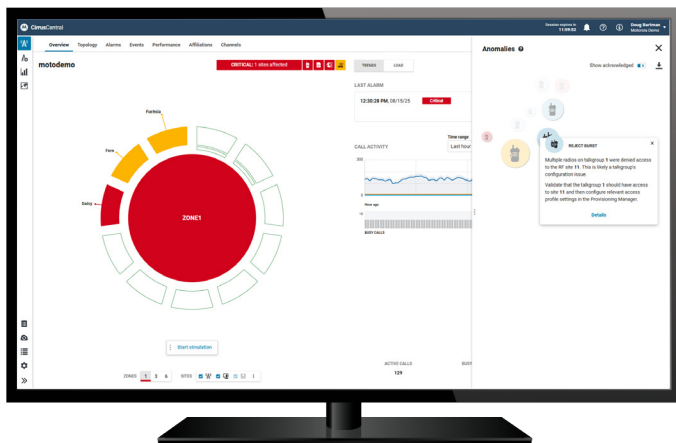 CirrusCentral
Session expires in
11:59:52
Doug Bartman
Motorola Demo
Overview Topology Alarms Events Performance Affiliations Channels
motodemo
CRITICAL: 1 sites affected
TRENDS LOAD
LAST ALARM
12:30:28 PM, 08/15/25 Critical
Time range
CALL ACTIVITY
Last hour
Hour ago
BUSY CALLS
ACTIVE CALLS
129
BUSY
Fuchsia
Fern
Daisy
ZONE1
Start simulation
ZONES 1 5 6 SITES
Anomalies
Show acknowledged
REJECT BURST
Multiple radios on talkgroup 1 were denied access
to the RF site 11. This is likely a talkgroup's
configuration issue.
Validate that the talkgroup 1 should have access
to site 11 and then configure relevant access
profile settings in the Provisioning Manager.
Details